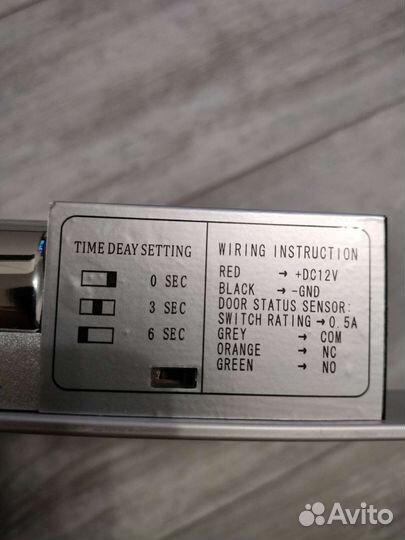 TIME DEAY SETTING
0 SEC
3 SEC
6 SEC
WIRING INSTRUCTION
RED → +DC12V
BLACK → -GND
DOOR STATUS SENSOR:
SWITCH RATING → 0.5A
GREY → COM
ORANGE → NC
GREEN → NO
Avito